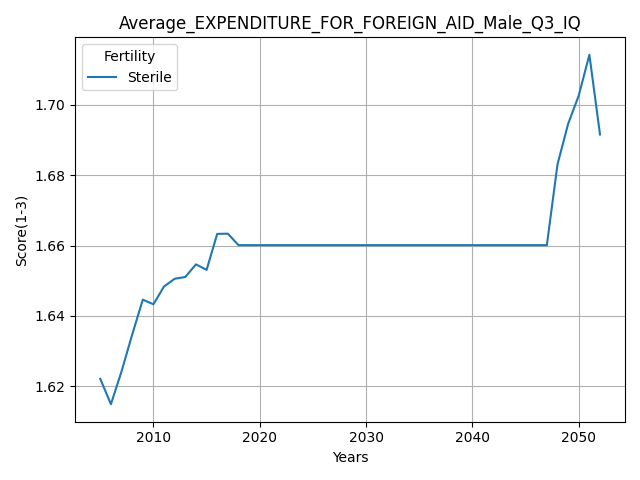 Average_EXPENDITURE_FOR_FOREIGN_AID_Male_Q3_IQ
Fertility
Sterile
Score(1-3)
1.70
1.68
1.66
1.64
1.62
2010 2020 2030 2040 2050
Years